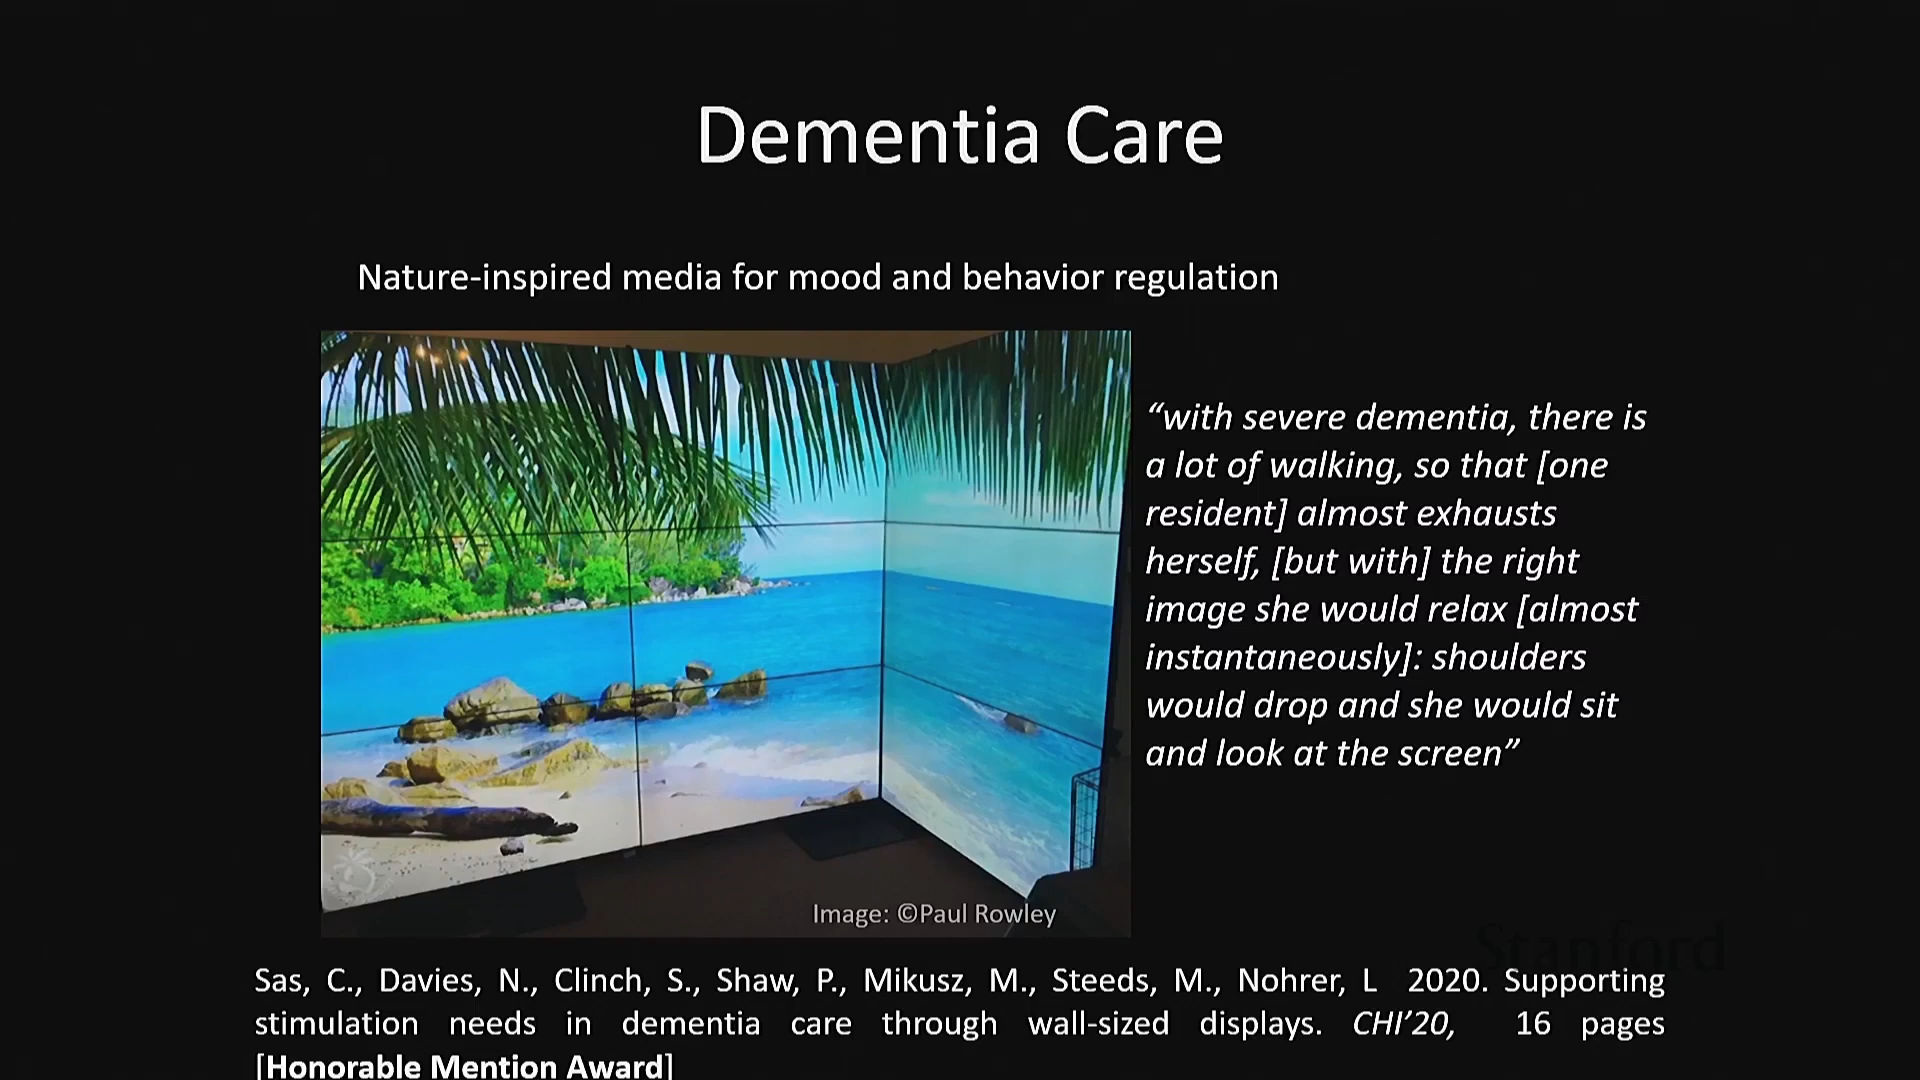 Dementia Care
Nature-inspired media for mood and behavior regulation
“with severe dementia, there is
a lot of walking, so that [one
resident] almost exhausts
herself, [but with] the right
image she would relax [almost
instantaneously]: shoulders
would drop and she would sit
and look at the screen”
Image: ©Paul Rowley
Stanford
Sas, C., Davies, N., Clinch, S., Shaw, P., Mikusz, M., Steeds, M., Nohrer, L 2020. Supporting
stimulation needs in dementia care through wall-sized displays. CHI’20, 16 pages
[Honorable Mention Award]